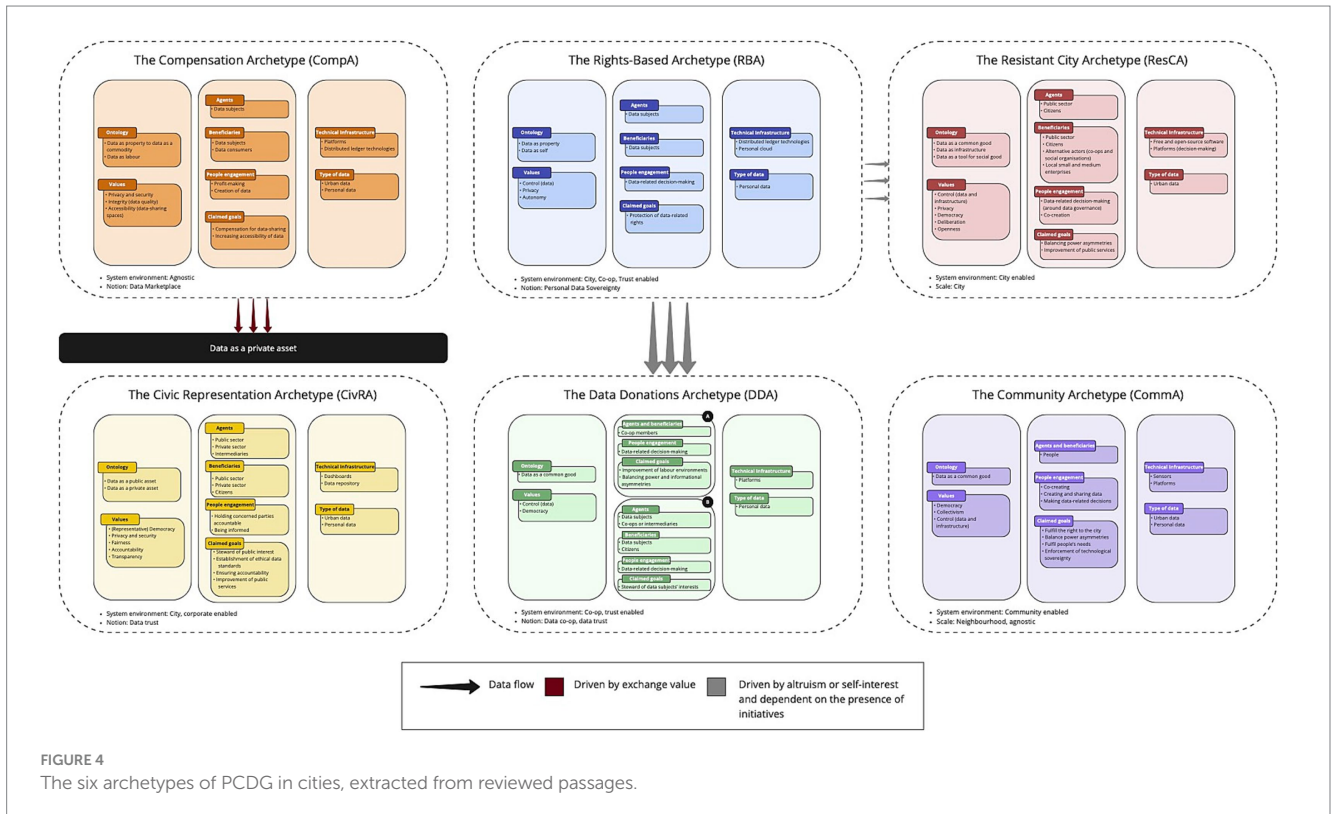 The Compensation Archetype (CompA)
Ontology
• Data as property to data as a
commodity
• Data as labour
Values
• Privacy and security
• Integrity (data quality)
• Accessibility (data-sharing
spaces)
Agents
• Data subjects
Beneficiaries
• Data subjects
• Data consumers
People engagement
• Profit-making
• Creation of data
Claimed goals
• Compensation for data-sharing
• Increasing accessibility of data
Technical Infrastructure
• Platforms
• Distributed ledger technologies
Type of data
• Urban data
• Personal data
• System environment: Agnostic
• Notion: Data Marketplace
The Rights-Based Archetype (RBA)
Ontology
• Data as property
• Data as self
Values
• Control (data)
• Privacy
• Autonomy
Agents
• Data subjects
Beneficiaries
• Data subjects
People engagement
• Data-related decision-making
Claimed goals
• Protection of data-related
rights
Technical Infrastructure
• Distributed ledger technologies
• Personal cloud
Type of data
• Personal data
• System environment: City, Co-op, Trust enabled
• Notion: Personal Data Sovereignty
The Resistant City Archetype (ResCA)
Ontology
• Data as a common good
• Data as infrastructure
• Data as a tool for social good
Values
• Control (data and
infrastructure)
• Privacy
• Democracy
• Deliberation
• Openness
Agents
• Public sector
• Citizens
Beneficiaries
• Public sector
• Citizens
• Alternative actors (co-ops and
social organisations)
• Local small and medium
enterprises
People engagement
• Data-related decision-making
(around data governance)
• Co-creation
Claimed goals
• Balancing power asymmetries
• Improvement of public services
Technical Infrastructure
• Free and open-source software
• Platforms (decision-making)
Type of data
• Urban data
• System environment: City enabled
• Scale: City
Data as a private asset
The Civic Representation Archetype (CivRA)
Ontology
• Data as a public asset
• Data as a private asset
Values
• (Representative) Democracy
• Privacy and security
• Fairness
• Accountability
• Transparency
Agents
• Public sector
• Private sector
• Intermediaries
Beneficiaries
• Public sector
• Private sector
• Citizens
People engagement
• Holding concerned parties
accountable
• Being informed
Claimed goals
• Steward of public interest
• Establishment of ethical data
standards
• Ensuring accountability
• Improvement of public
services
Technical Infrastructure
• Dashboards
• Data repository
Type of data
• Urban data
• Personal data
• System environment: City, corporate enabled
• Notion: Data trust
The Data Donations Archetype (DDA)
Ontology
• Data as a common good
Values
• Control (data)
• Democracy
A
Agents and beneficiaries
• Co-op members
People engagement
• Data-related decision-making
Claimed goals
• Improvement of labour environments
• Balancing power and informational
asymmetries
B
Agents
• Data subjects
• Co-ops or intermediaries
Beneficiaries
• Data subjects
• Citizens
People engagement
• Data-related decision-making
Claimed goals
• Steward of data subjects' interests
Technical Infrastructure
• Platforms
Type of data
• Personal data
• System environment: Co-op, trust enabled
• Notion: Data co-op, data trust
The Community Archetype (CommA)
Ontology
• Data as a common good
Values
• Democracy
• Collectivism
• Control (data and
infrastructure)
Agents and beneficiaries
• People
People engagement
• Co-creating
• Creating and sharing data
• Making data-related decisions
Claimed goals
• Fulfill the right to the city
• Balance power asymmetries
• Fulfil people's needs
• Enforcement of technological
sovereignty
Technical Infrastructure
• Sensors
• Platforms
Type of data
• Urban data
• Personal data
• System environment: Community enabled
• Scale: Neighbourhood, agnostic
Data flow
Driven by exchange value
Driven by altruism or self-interest
and dependent on the presence of
initiatives
FIGURE 4
The six archetypes of PCDG in cities, extracted from reviewed passages.